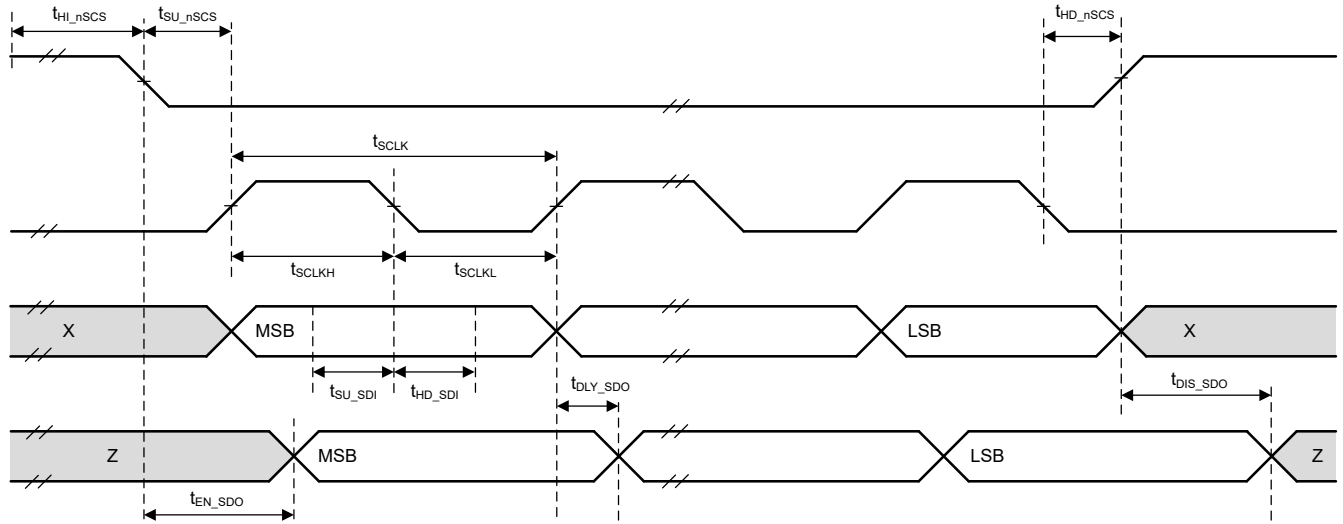 tHI_nSCS tSU_nSCS tHD_nSCS
tSCLK
tSCLKH tSCLKL
X MSB LSB X
tSU_SDI tHD_SDI tDLY_SDO tDIS_SDO
Z MSB LSB Z
tEN_SDO